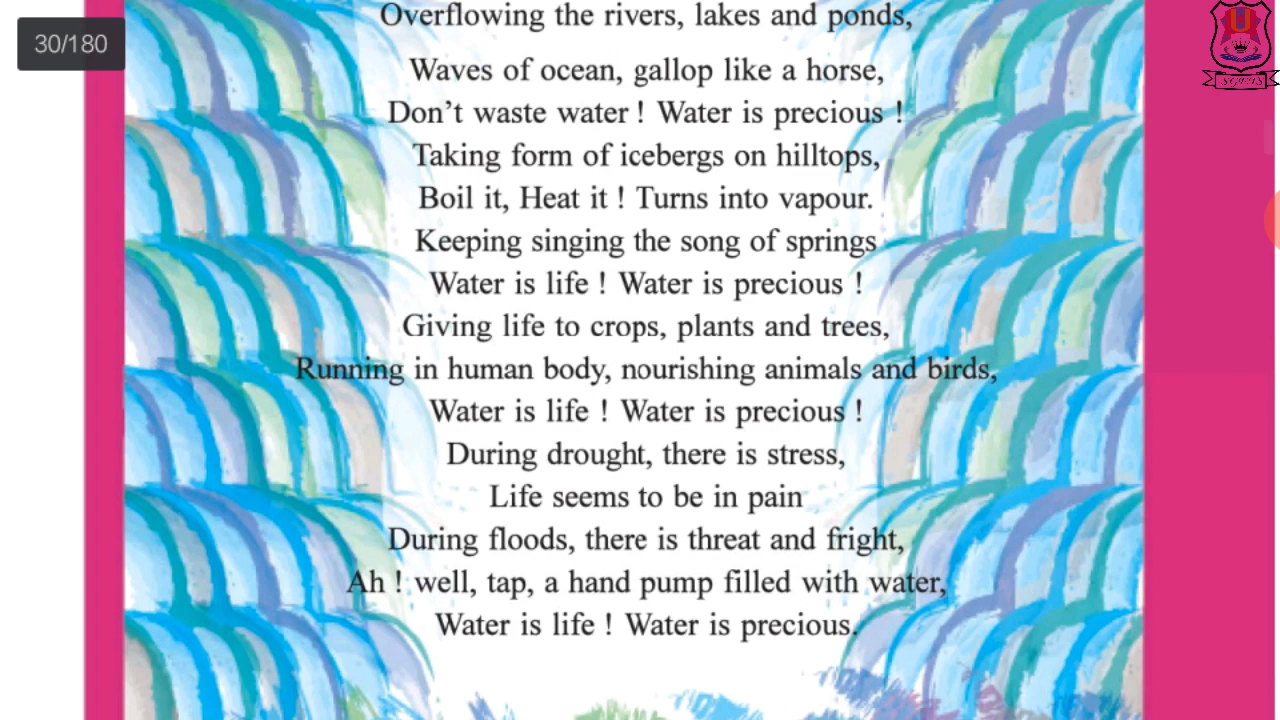 30/180
Overflowing the rivers, lakes and ponds,
Waves of ocean, gallop like a horse,
Don't waste water ! Water is precious !
Taking form of icebergs on hilltops,
Boil it, Heat it ! Turns into vapour.
Keeping singing the song of springs
Water is life ! Water is precious !
Giving life to crops, plants and trees,
Running in human body, nourishing animals and birds,
Water is life ! Water is precious !
During drought, there is stress,
Life seems to be in pain
During floods, there is threat and fright,
Ah ! well, tap, a hand pump filled with water,
Water is life ! Water is precious.